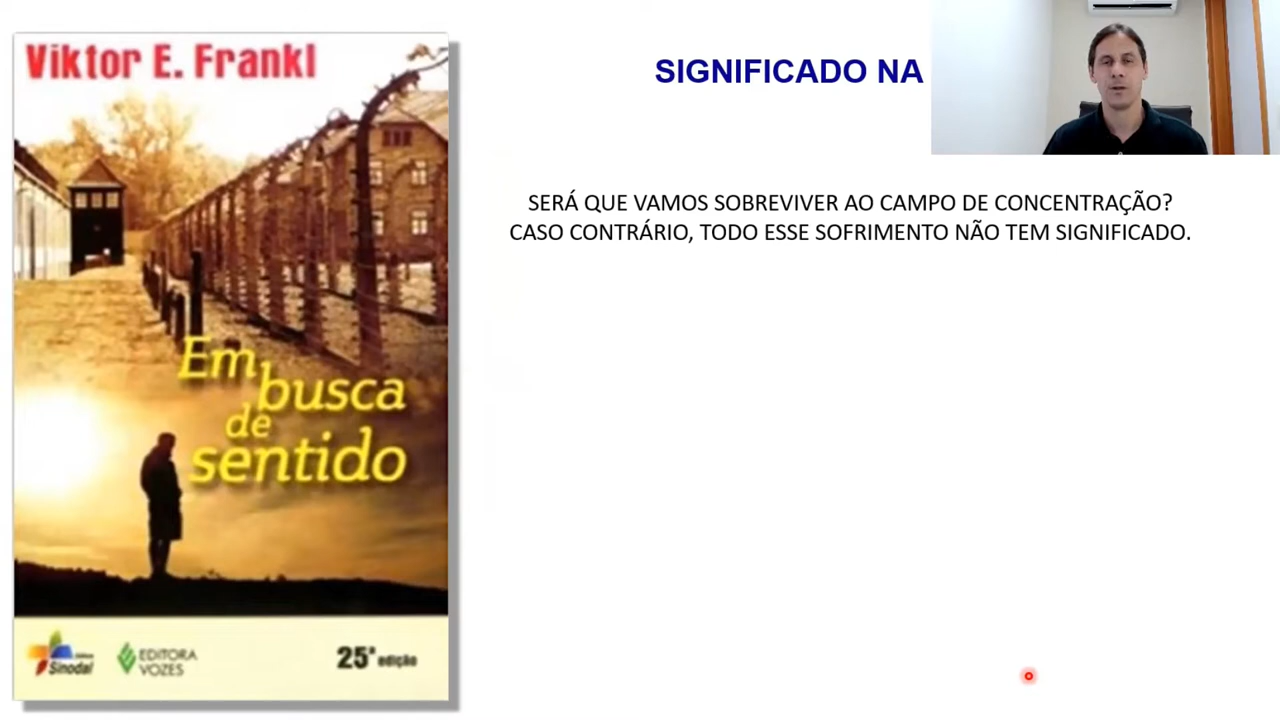 Viktor E. Frankl
SIGNIFICADO NA
SERÁ QUE VAMOS SOBREVIVER AO CAMPO DE CONCENTRAÇÃO?
CASO CONTRÁRIO, TODO ESSE SOFRIMENTO NÃO TEM SIGNIFICADO.
Em
busca
de
sentido
Sinodal
EDITORA
VOZES
25ª edição